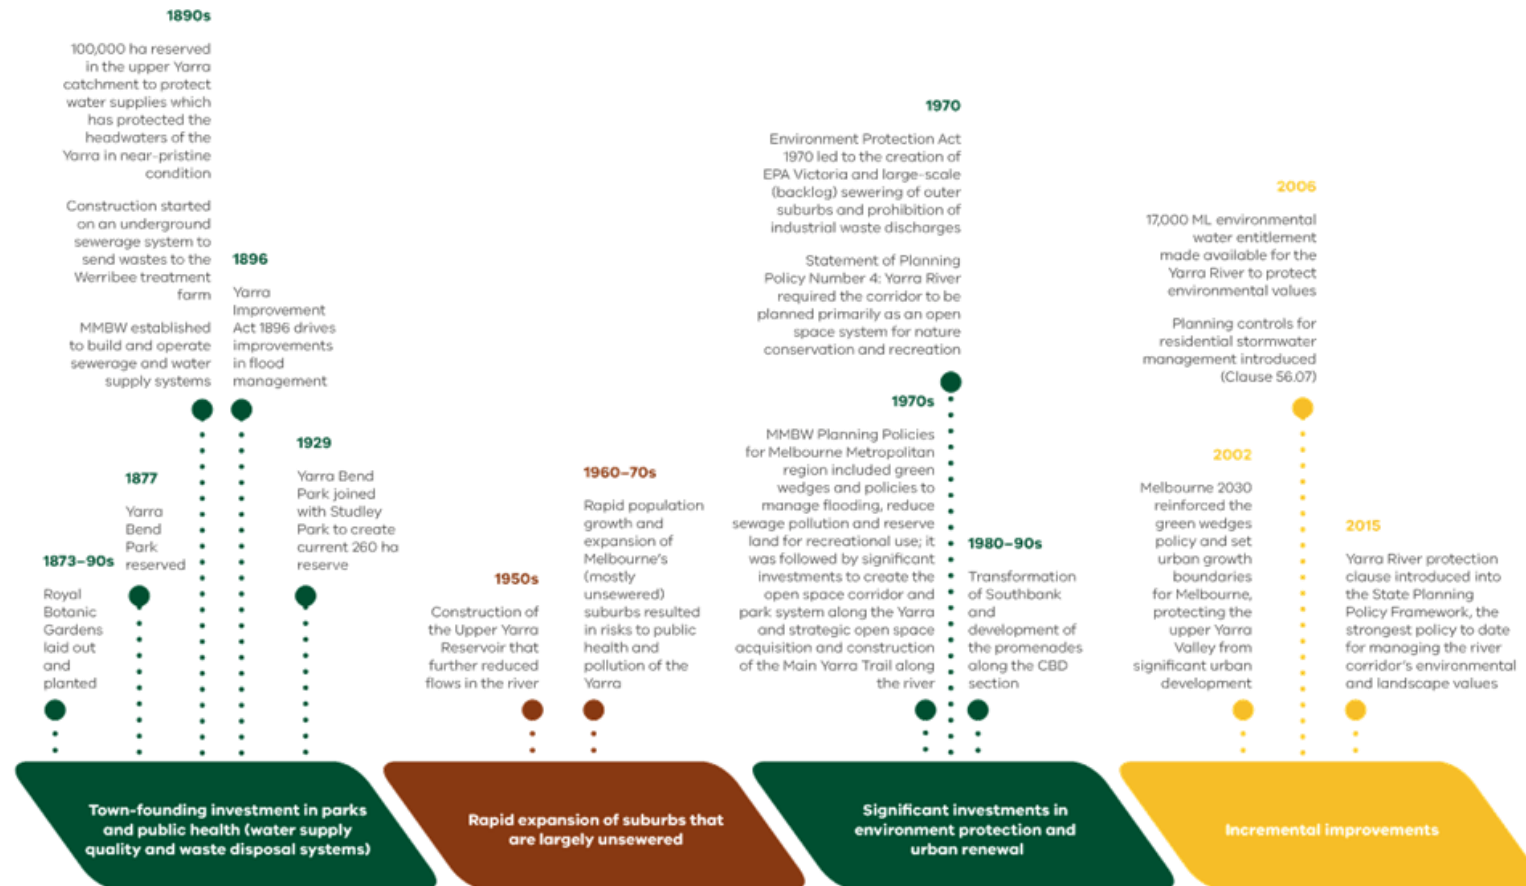 1890s
100,000 ha reserved
in the upper Yarra
catchment to protect
water supplies which
has protected the
headwaters of the
Yarra in near-pristine
condition
Construction started
on an underground
sewerage system to
send wastes to the
Werribee treatment
farm
MMBW established
to build and operate
sewerage and water
supply systems
1896
Yarra
Improvement
Act 1896 drives
improvements
in flood
management
1929
Yarra Bend
Park joined
with Studley
Park to create
current 260 ha
reserve
1877
Yarra
Bend
Park
reserved
1873–90s
Royal
Botanic
Gardens
laid out
and
planted
Town-founding investment in parks
and public health (water supply
quality and waste disposal systems)
1950s
Construction of
the Upper Yarra
Reservoir that
further reduced
flows in the river
1960–70s
Rapid population
growth and
expansion of
Melbourne's
(mostly
unsewered)
suburbs resulted
in risks to public
health and
pollution of the
Yarra
Rapid expansion of suburbs that
are largely unsewered
1970
Environment Protection Act
1970 led to the creation of
EPA Victoria and large-scale
(backlog) sewering of outer
suburbs and prohibition of
industrial waste discharges
Statement of Planning
Policy Number 4: Yarra River
required the corridor to be
planned primarily as an open
space system for nature
conservation and recreation
1970s
MMBW Planning Policies
for Melbourne Metropolitan
region included green
wedges and policies to
manage flooding, reduce
sewage pollution and reserve
land for recreational use; it
was followed by significant
investments to create the
open space corridor and
park system along the Yarra
and strategic open space
acquisition and construction
of the Main Yarra Trail along
the river
1980–90s
Transformation
of Southbank
and
development of
the promenades
along the CBD
section
Significant investments in
environment protection and
urban renewal
2006
17,000 ML environmental
water entitlement
made available for the
Yarra River to protect
environmental values
Planning controls for
residential stormwater
management introduced
(Clause 56.07)
2002
Melbourne 2030
reinforced the
green wedges
policy and set
urban growth
boundaries
for Melbourne,
protecting the
upper Yarra
Valley from
significant urban
development
2015
Yarra River protection
clause introduced into
the State Planning
Policy Framework, the
strongest policy to date
for managing the river
corridor's environmental
and landscape values
Incremental improvements